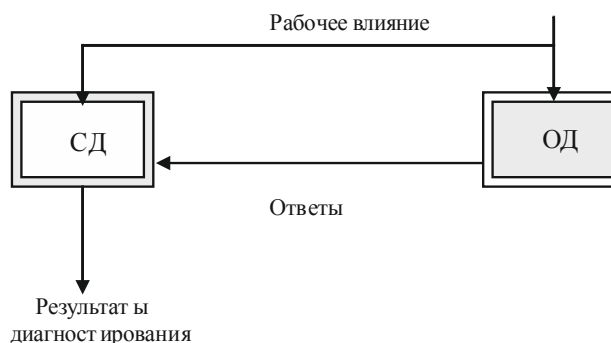 Рабочее влияние
СД
ОД
Ответы
Результат ы
диагност ирования